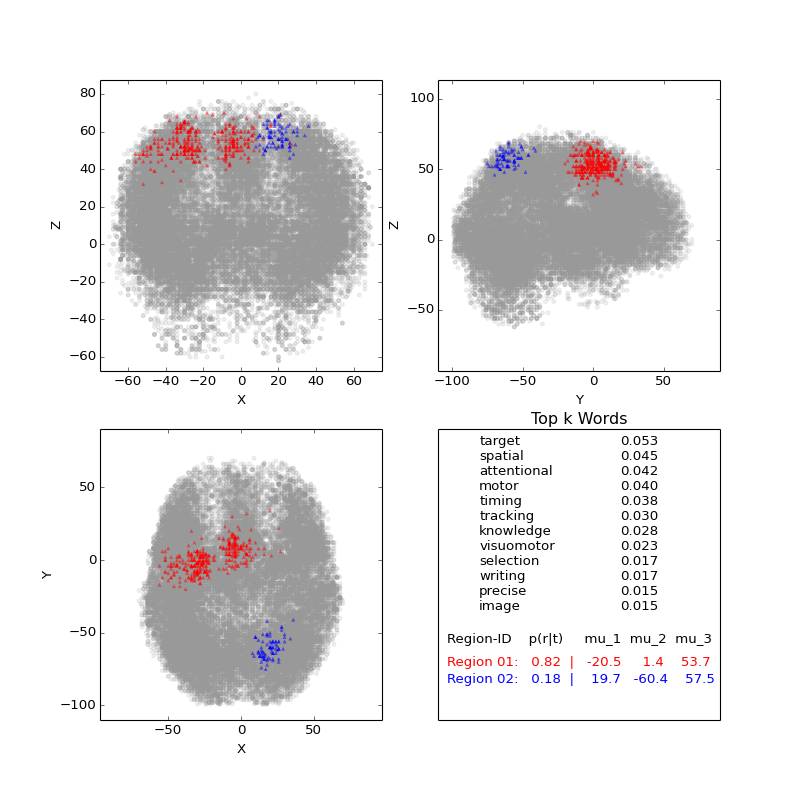 80
60
40
20
0
−20
−40
−60
Z
−60 −40 −20 0 20 40 60
X
100
50
0
−50
Z
−100 −50 0 50
Y
50
0
−50
−100
Y
−50 0 50
X
Top k Words
target 0.053
spatial 0.045
attentional 0.042
motor 0.040
timing 0.038
tracking 0.030
knowledge 0.028
visuomotor 0.023
selection 0.017
writing 0.017
precise 0.015
image 0.015
Region-ID p(r|t) mu_1 mu_2 mu_3
Region 01: 0.82 | -20.5 1.4 53.7
Region 02: 0.18 | 19.7 -60.4 57.5